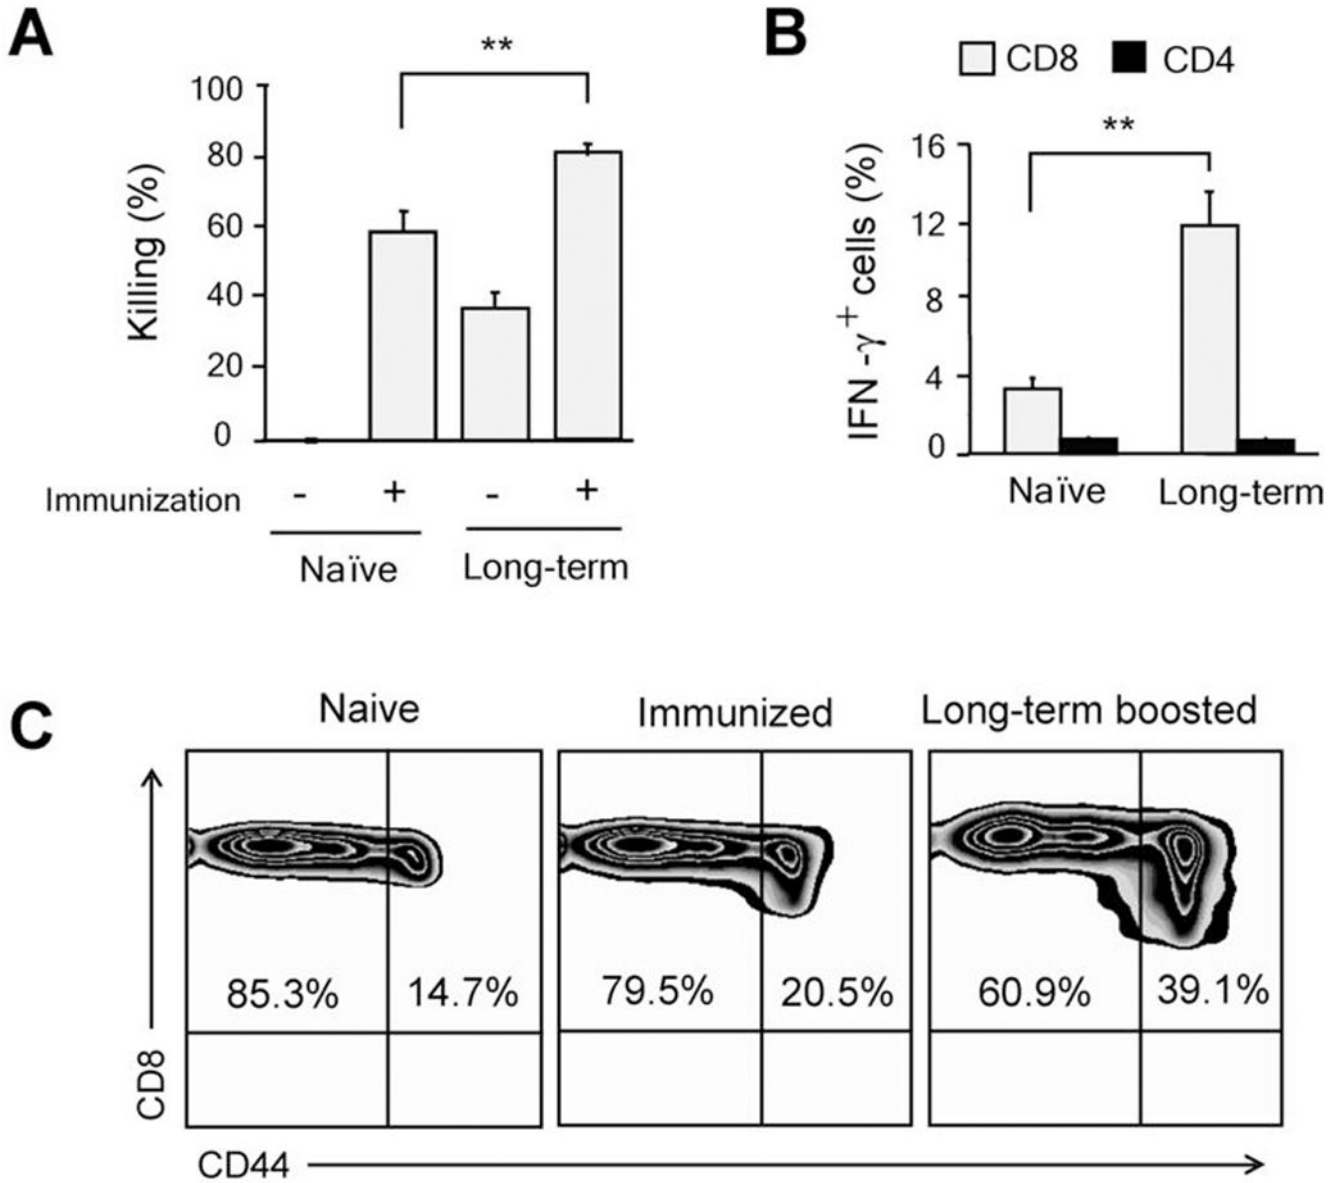 A
**
100
80
60
40
20
0
Killing (%)
Immunization - + - +
Naïve Long-term
B
CD8 CD4
**
16
12
8
4
0
IFN -γ+ cells (%)
Naïve Long-term
C
Naive Immunized Long-term boosted
85.3% 14.7% 79.5% 20.5% 60.9% 39.1%
CD8
CD44